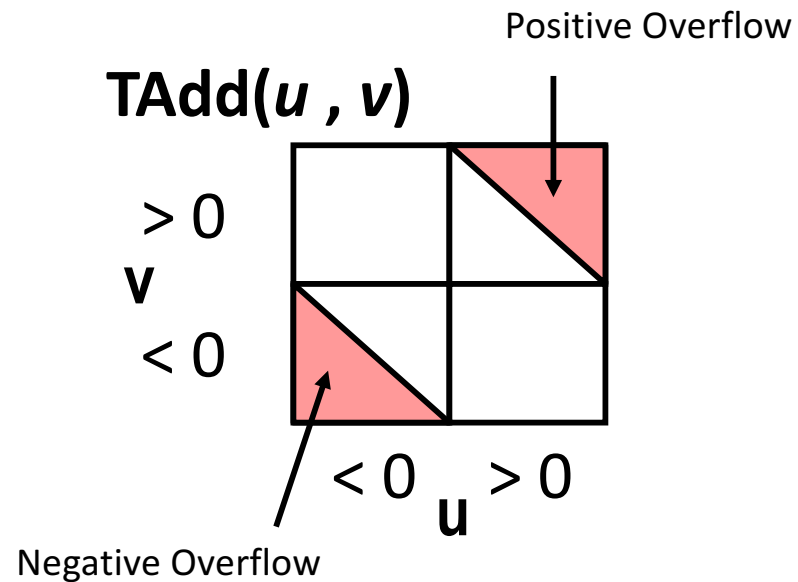 Positive Overflow
TAdd(u , v)
> 0
v
< 0
< 0 > 0
u
Negative Overflow